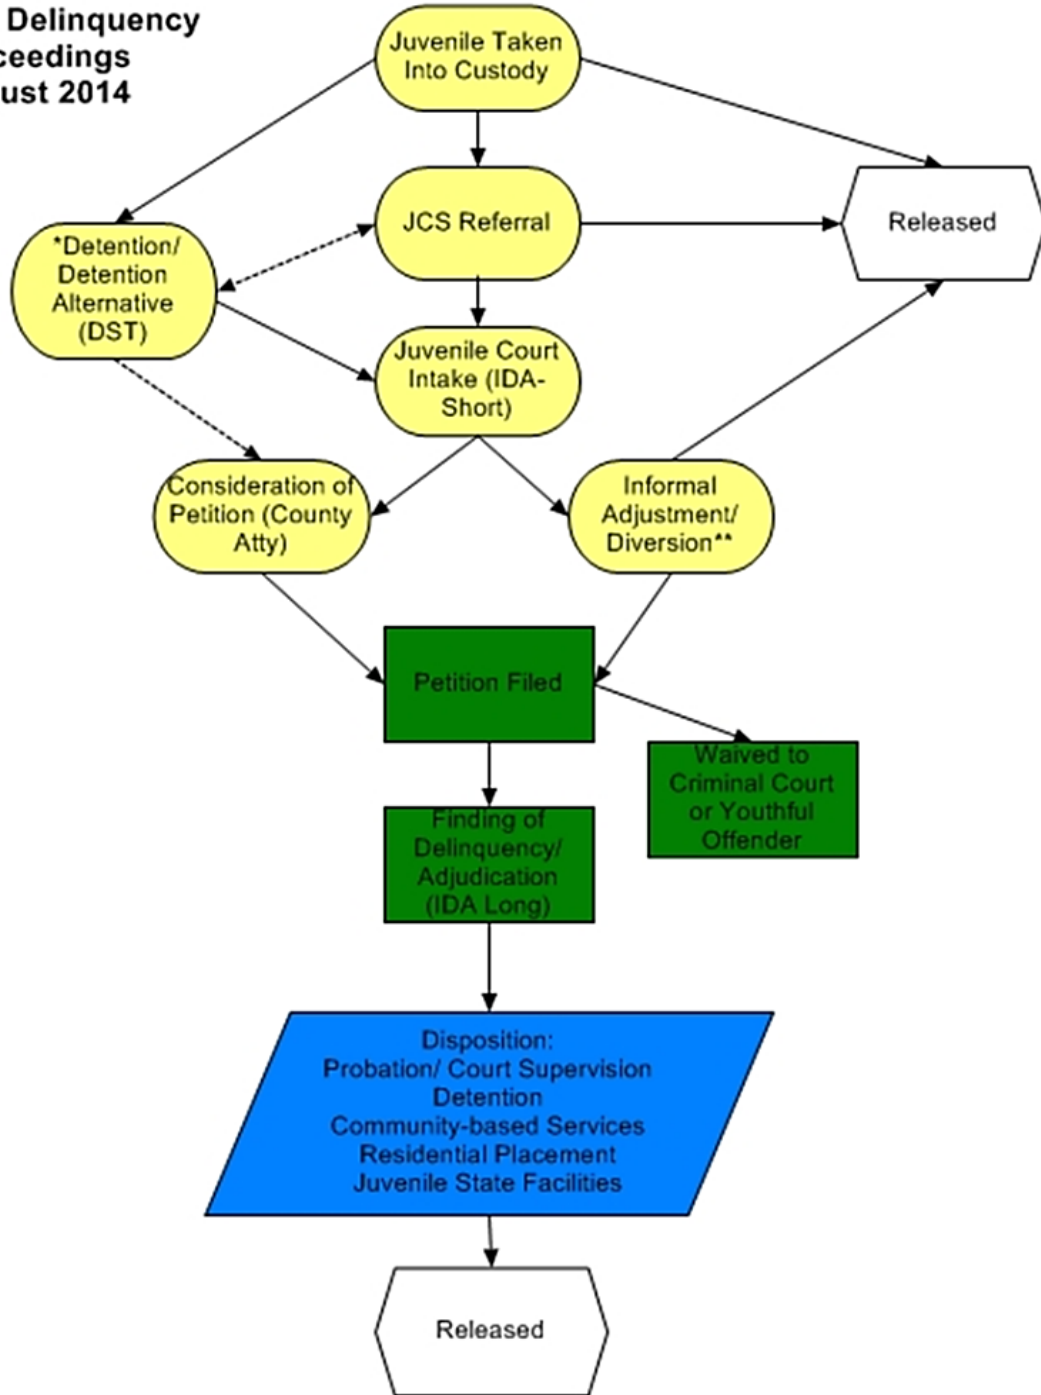 Delinquency
ceedings
ust 2014
Juvenile Taken
Into Custody
JCS Referral
Released
*Detention/
Detention
Alternative
(DST)
Juvenile Court
Intake (IDA-
Short)
Consideration of
Petition (County
Atty)
Informal
Adjustment/
Diversion**
Petition Filed
Waived to
Criminal Court
or Youthful
Offender
Finding of
Delinquency/
Adjudication
(IDA Long)
Disposition:
Probation/ Court Supervision
Detention
Community-based Services
Residential Placement
Juvenile State Facilities
Released